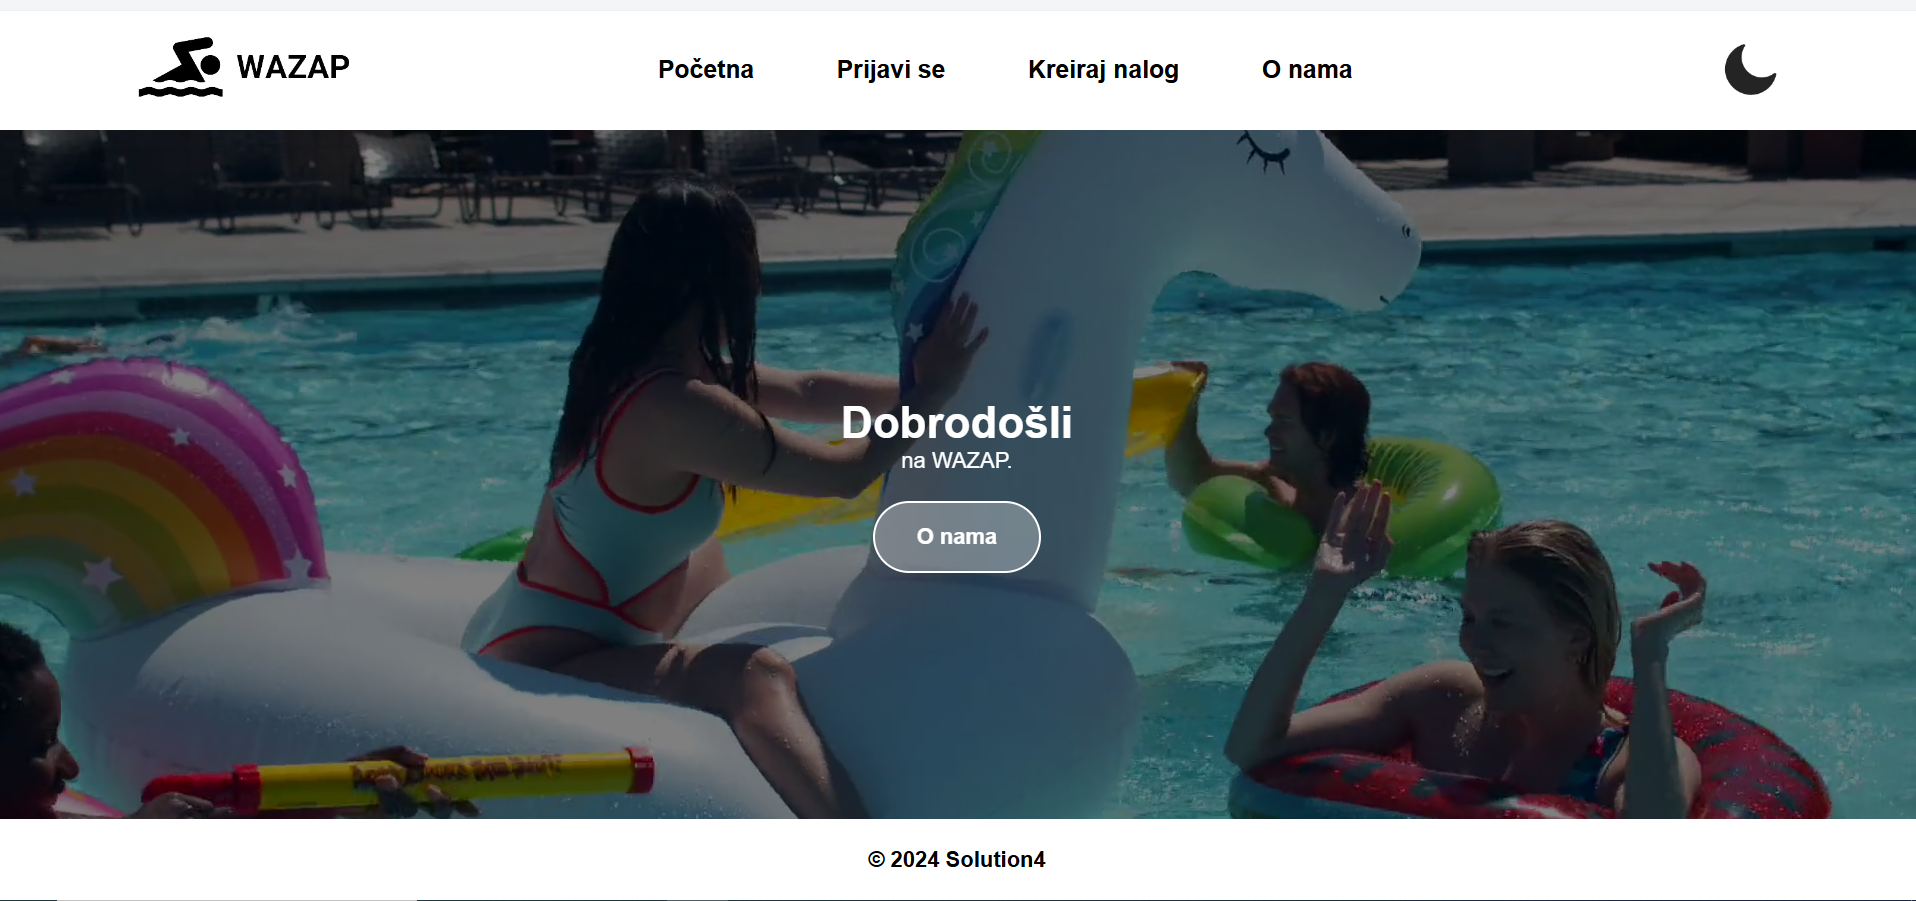 WAZAP
Početna
Prijavi se
Kreiraj nalog
O nama
Dobrodošli
na WAZAP.
O nama
© 2024 Solution4